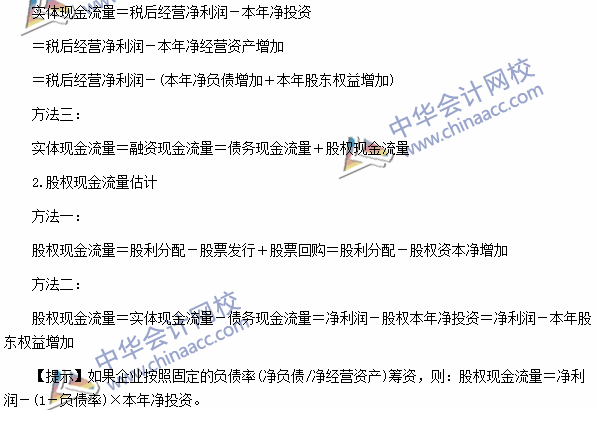 实体现金流量＝税后经营净利润－本年净投资
＝税后经营净利润－本年净经营资产增加
＝税后经营净利润－(本年净负债增加＋本年股东权益增加)
方法三：
实体现金流量＝融资现金流量＝债务现金流量＋股权现金流量
2.股权现金流量估计
方法一：
股权现金流量＝股利分配－股票发行＋股票回购＝股利分配－股权资本净增加
方法二：
股权现金流量＝实体现金流量－债务现金流量＝净利润－股权本年净投资＝净利润－本年股
东权益增加
【提示】如果企业按照固定的负债率(净负债/净经营资产)筹资，则：股权现金流量＝净利
润－(1－负债率)×本年净投资。
中华会计网校
www.chinaacc.com
中华会计网校
www.chinaacc.com